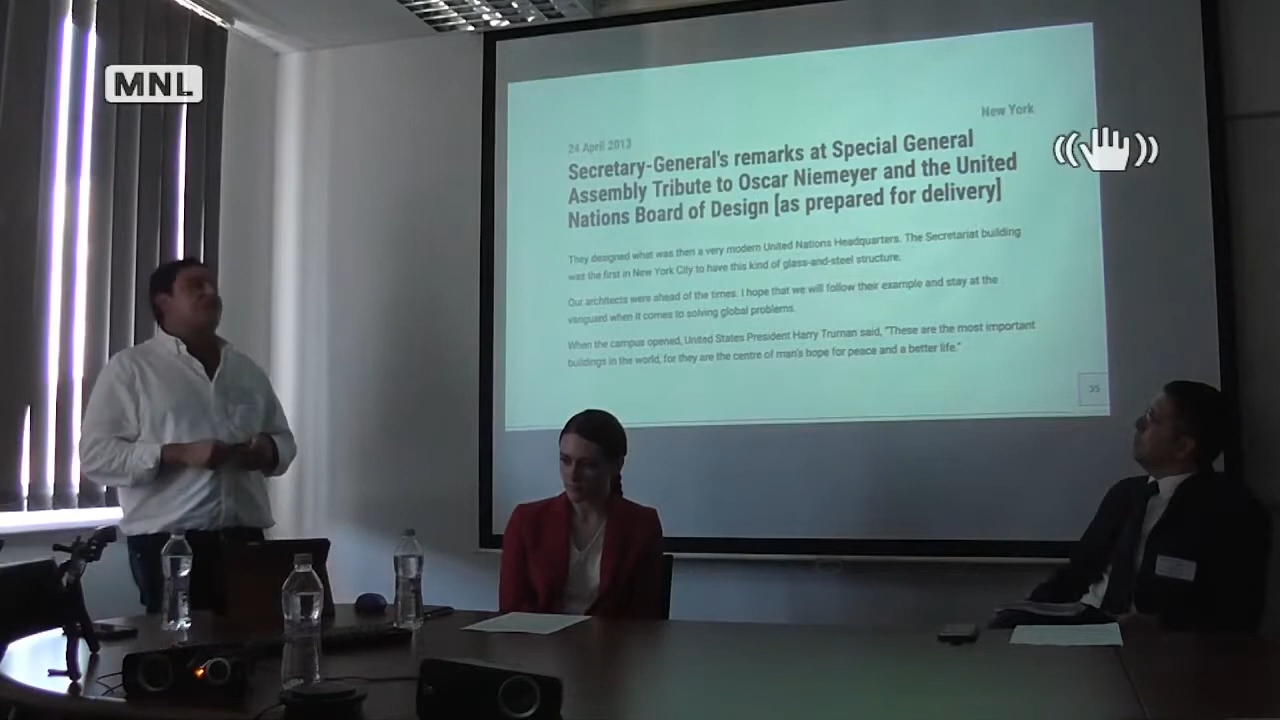 MNL
New York
24 April 2013
Secretary-General's remarks at Special General
Assembly Tribute to Oscar Niemeyer and the United
Nations Board of Design [as prepared for delivery]
They designed what was then a very modern United Nations Headquarters. The Secretariat building
was the first in New York City to have this kind of glass-and-steel structure.
Our architects were ahead of the times. I hope that we will follow their example and stay at the
vanguard when it comes to solving global problems.
When the campus opened, United States President Harry Truman said, "These are the most important
buildings in the world, for they are the centre of man's hope for peace and a better life."
35